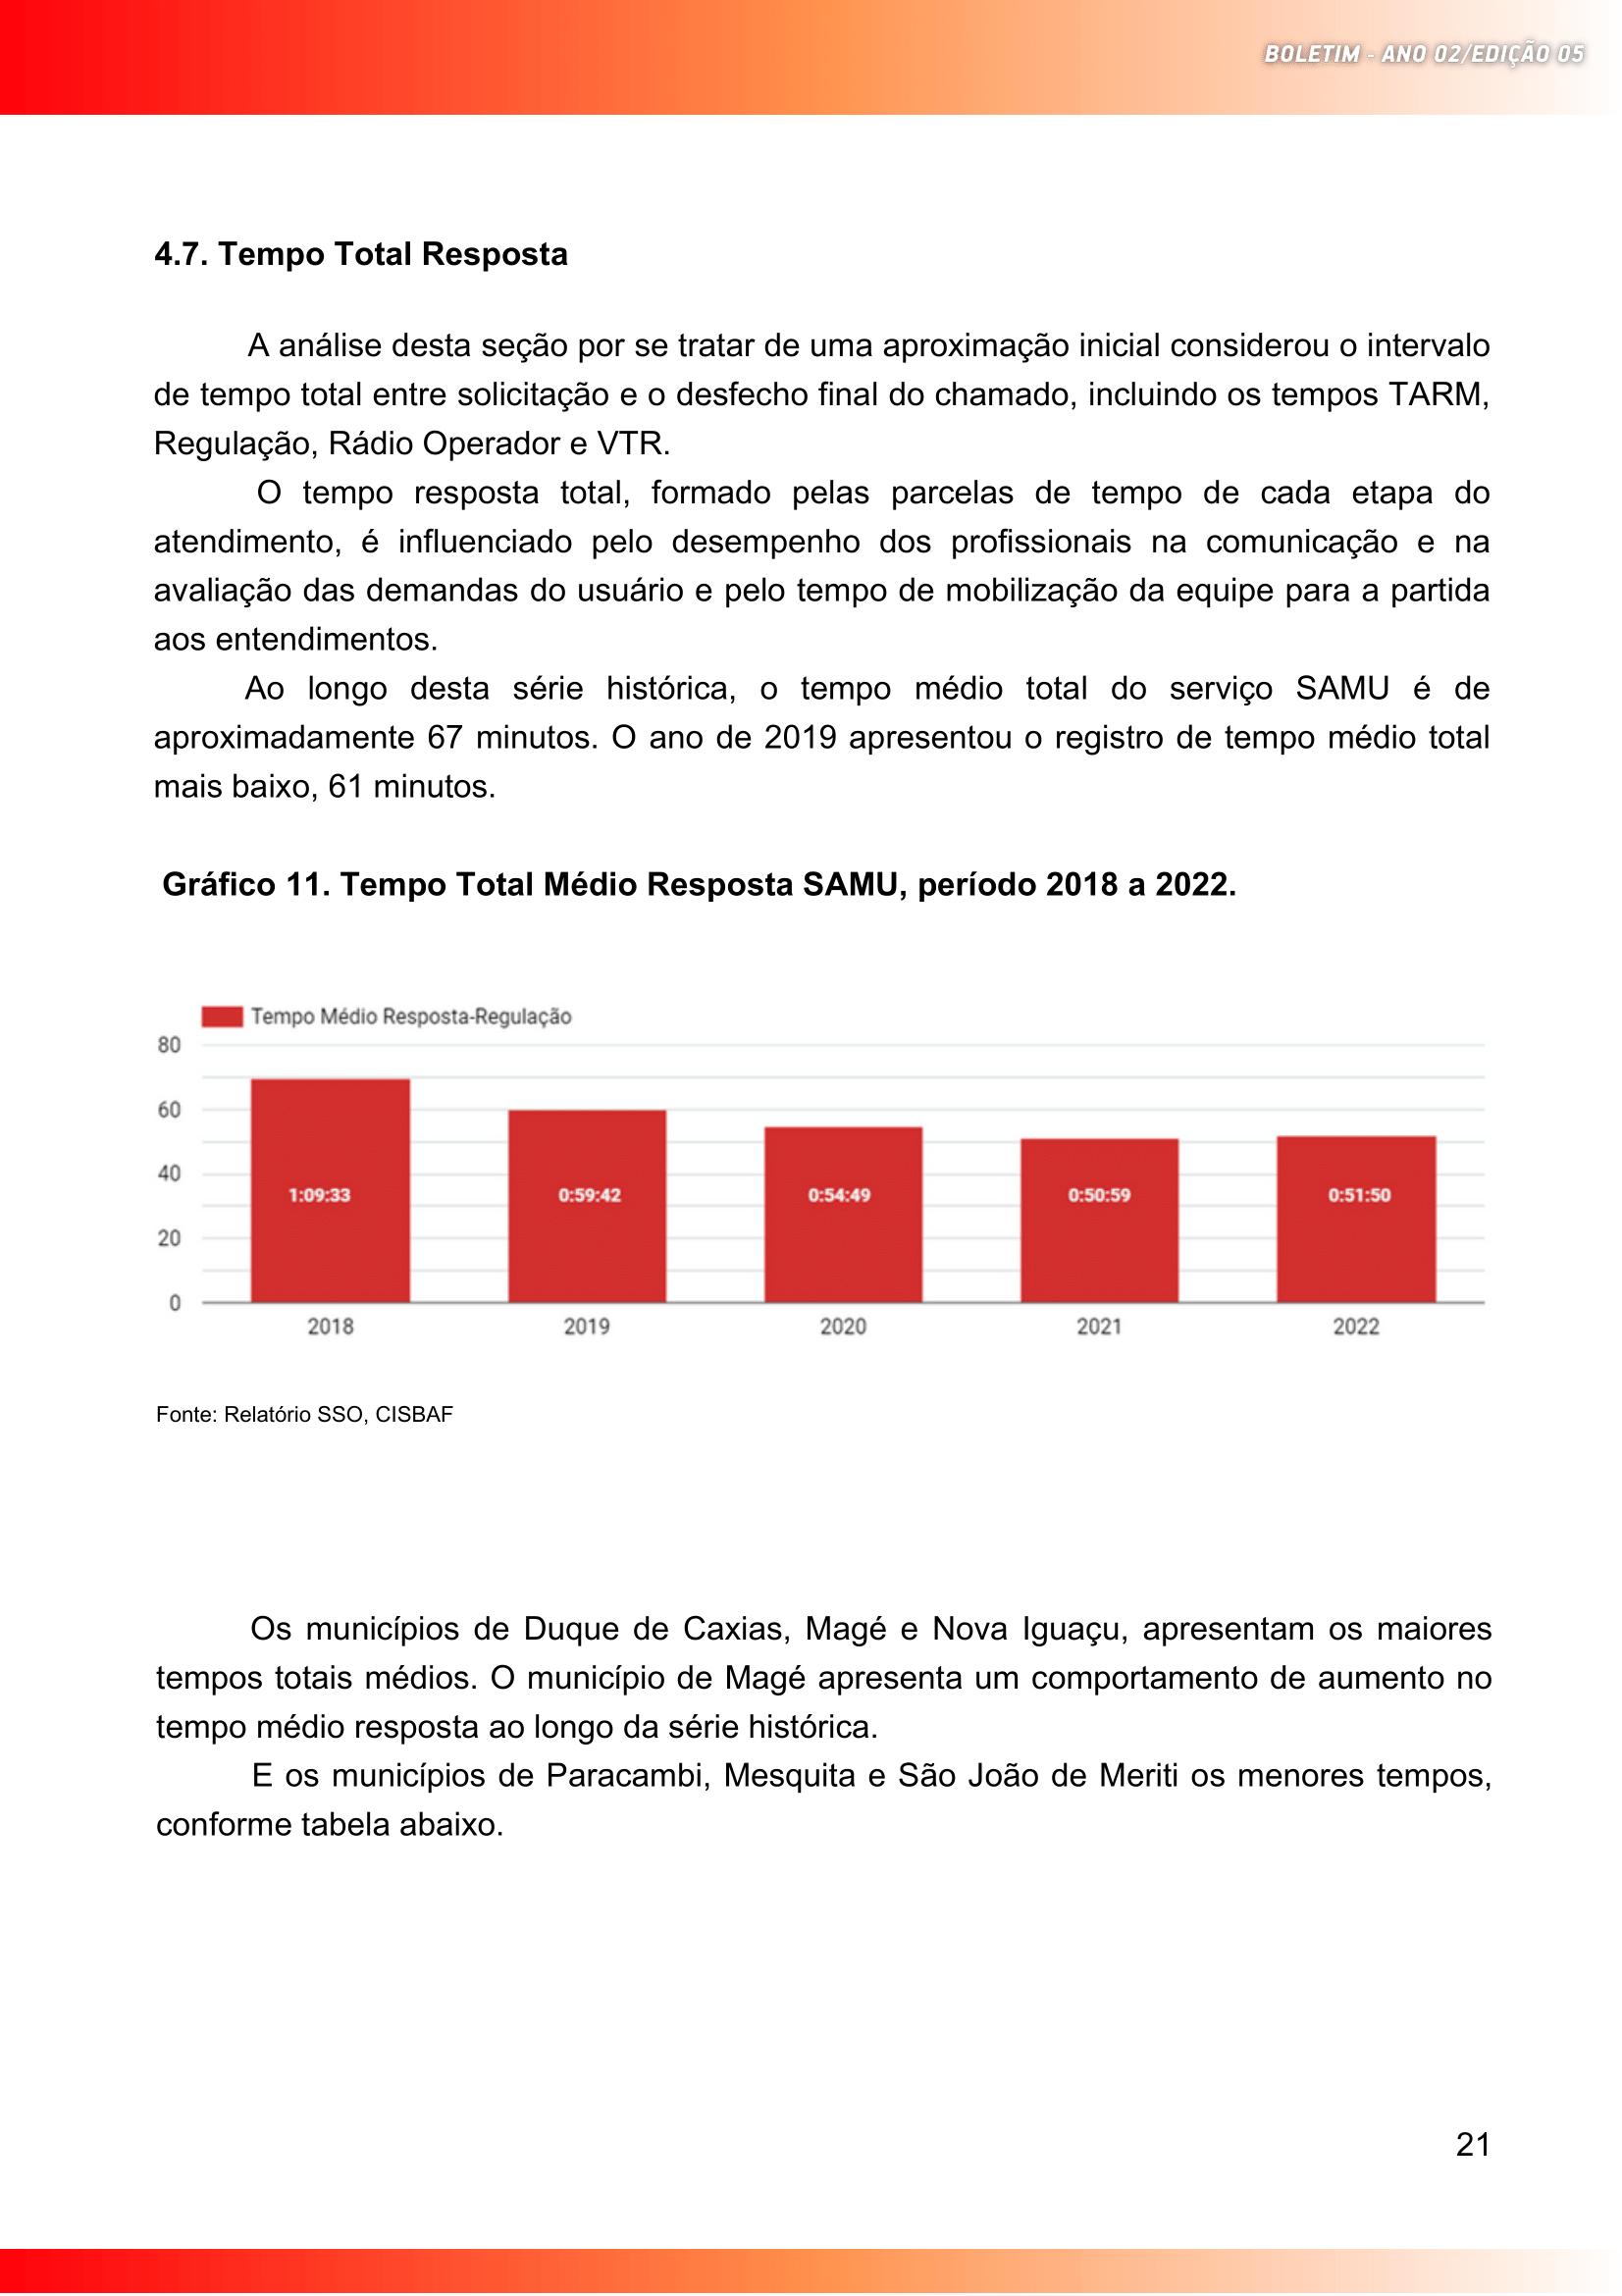 BOLETIM - ANO 02/EDIÇÃO 05
4.7. Tempo Total Resposta
A análise desta seção por se tratar de uma aproximação inicial considerou o intervalo
de tempo total entre solicitação e o desfecho final do chamado, incluindo os tempos TARM,
Regulação, Rádio Operador e VTR.
O tempo resposta total, formado pelas parcelas de tempo de cada etapa do
atendimento, é influenciado pelo desempenho dos profissionais na comunicação e na
avaliação das demandas do usuário e pelo tempo de mobilização da equipe para a partida
aos entendimentos.
Ao longo desta série histórica, o tempo médio total do serviço SAMU é de
aproximadamente 67 minutos. O ano de 2019 apresentou o registro de tempo médio total
mais baixo, 61 minutos.
Gráfico 11. Tempo Total Médio Resposta SAMU, período 2018 a 2022.
Tempo Médio Resposta-Regulação
80
60
40
1:09:33 0:59:42 0:54:49 0:50:59 0:51:50
20
0
2018 2019 2020 2021 2022
Fonte: Relatório SSO, CISBAF
Os municípios de Duque de Caxias, Magé e Nova Iguaçu, apresentam os maiores
tempos totais médios. O município de Magé apresenta um comportamento de aumento no
tempo médio resposta ao longo da série histórica.
E os municípios de Paracambi, Mesquita e São João de Meriti os menores tempos,
conforme tabela abaixo.
21